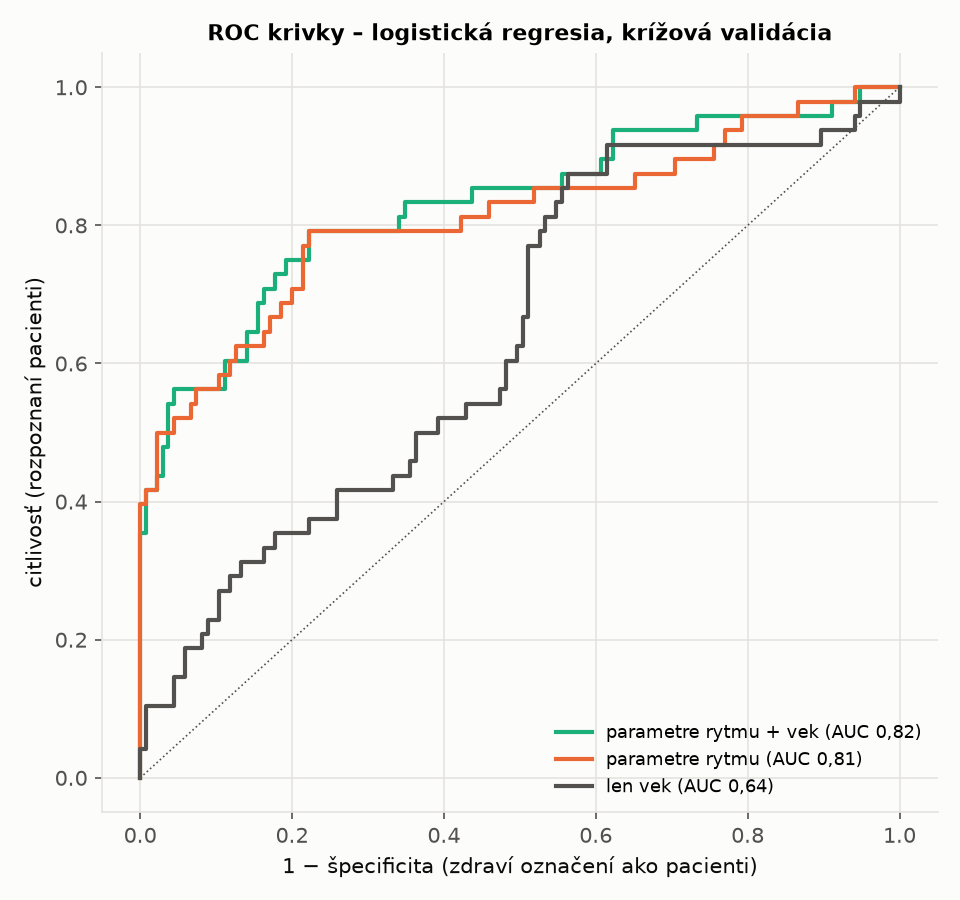 ROC krivky – logistická regresia, krížová validácia
citlivosť (rozpoznaní pacienti)
1.0
0.8
0.6
0.4
0.2
0.0
parametre rytmu + vek (AUC 0,82)
parametre rytmu (AUC 0,81)
len vek (AUC 0,64)
0.0 0.2 0.4 0.6 0.8 1.0
1 − špecificita (zdraví označení ako pacienti)